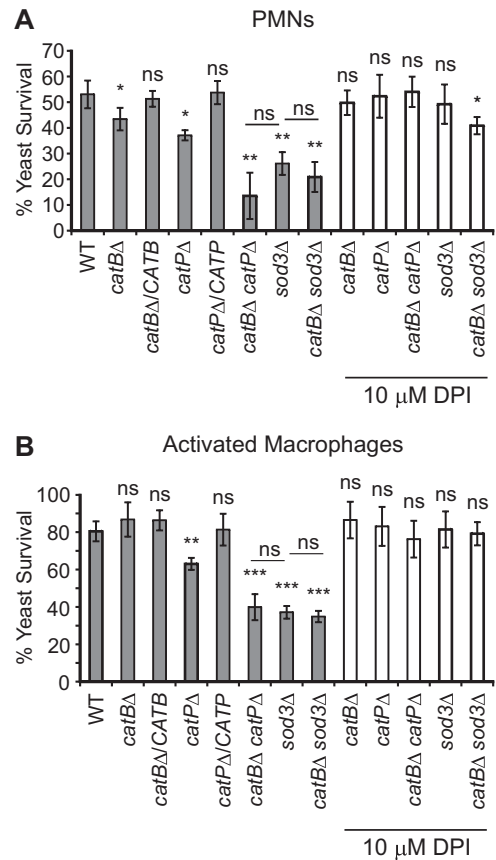 A
PMNs
% Yeast Survival
70
60
50
40
30
20
10
0
ns
ns
ns ns
ns
ns
ns
ns
*
*
**
**
**
*
WT
catBΔ
catBΔ/CATB
catPΔ
catPΔ/CATP
catBΔ catPΔ
sod3Δ
catBΔ sod3Δ
catBΔ
catPΔ
catBΔ catPΔ
sod3Δ
catBΔ sod3Δ
10 μM DPI
B
Activated Macrophages
% Yeast Survival
100
80
60
40
20
0
ns
ns
ns
**
ns
ns
ns
***
***
***
ns
ns
ns
ns
ns
WT
catBΔ
catBΔ/CATB
catPΔ
catPΔ/CATP
catBΔ catPΔ
sod3Δ
catBΔ sod3Δ
catBΔ
catPΔ
catBΔ catPΔ
sod3Δ
catBΔ sod3Δ
10 μM DPI